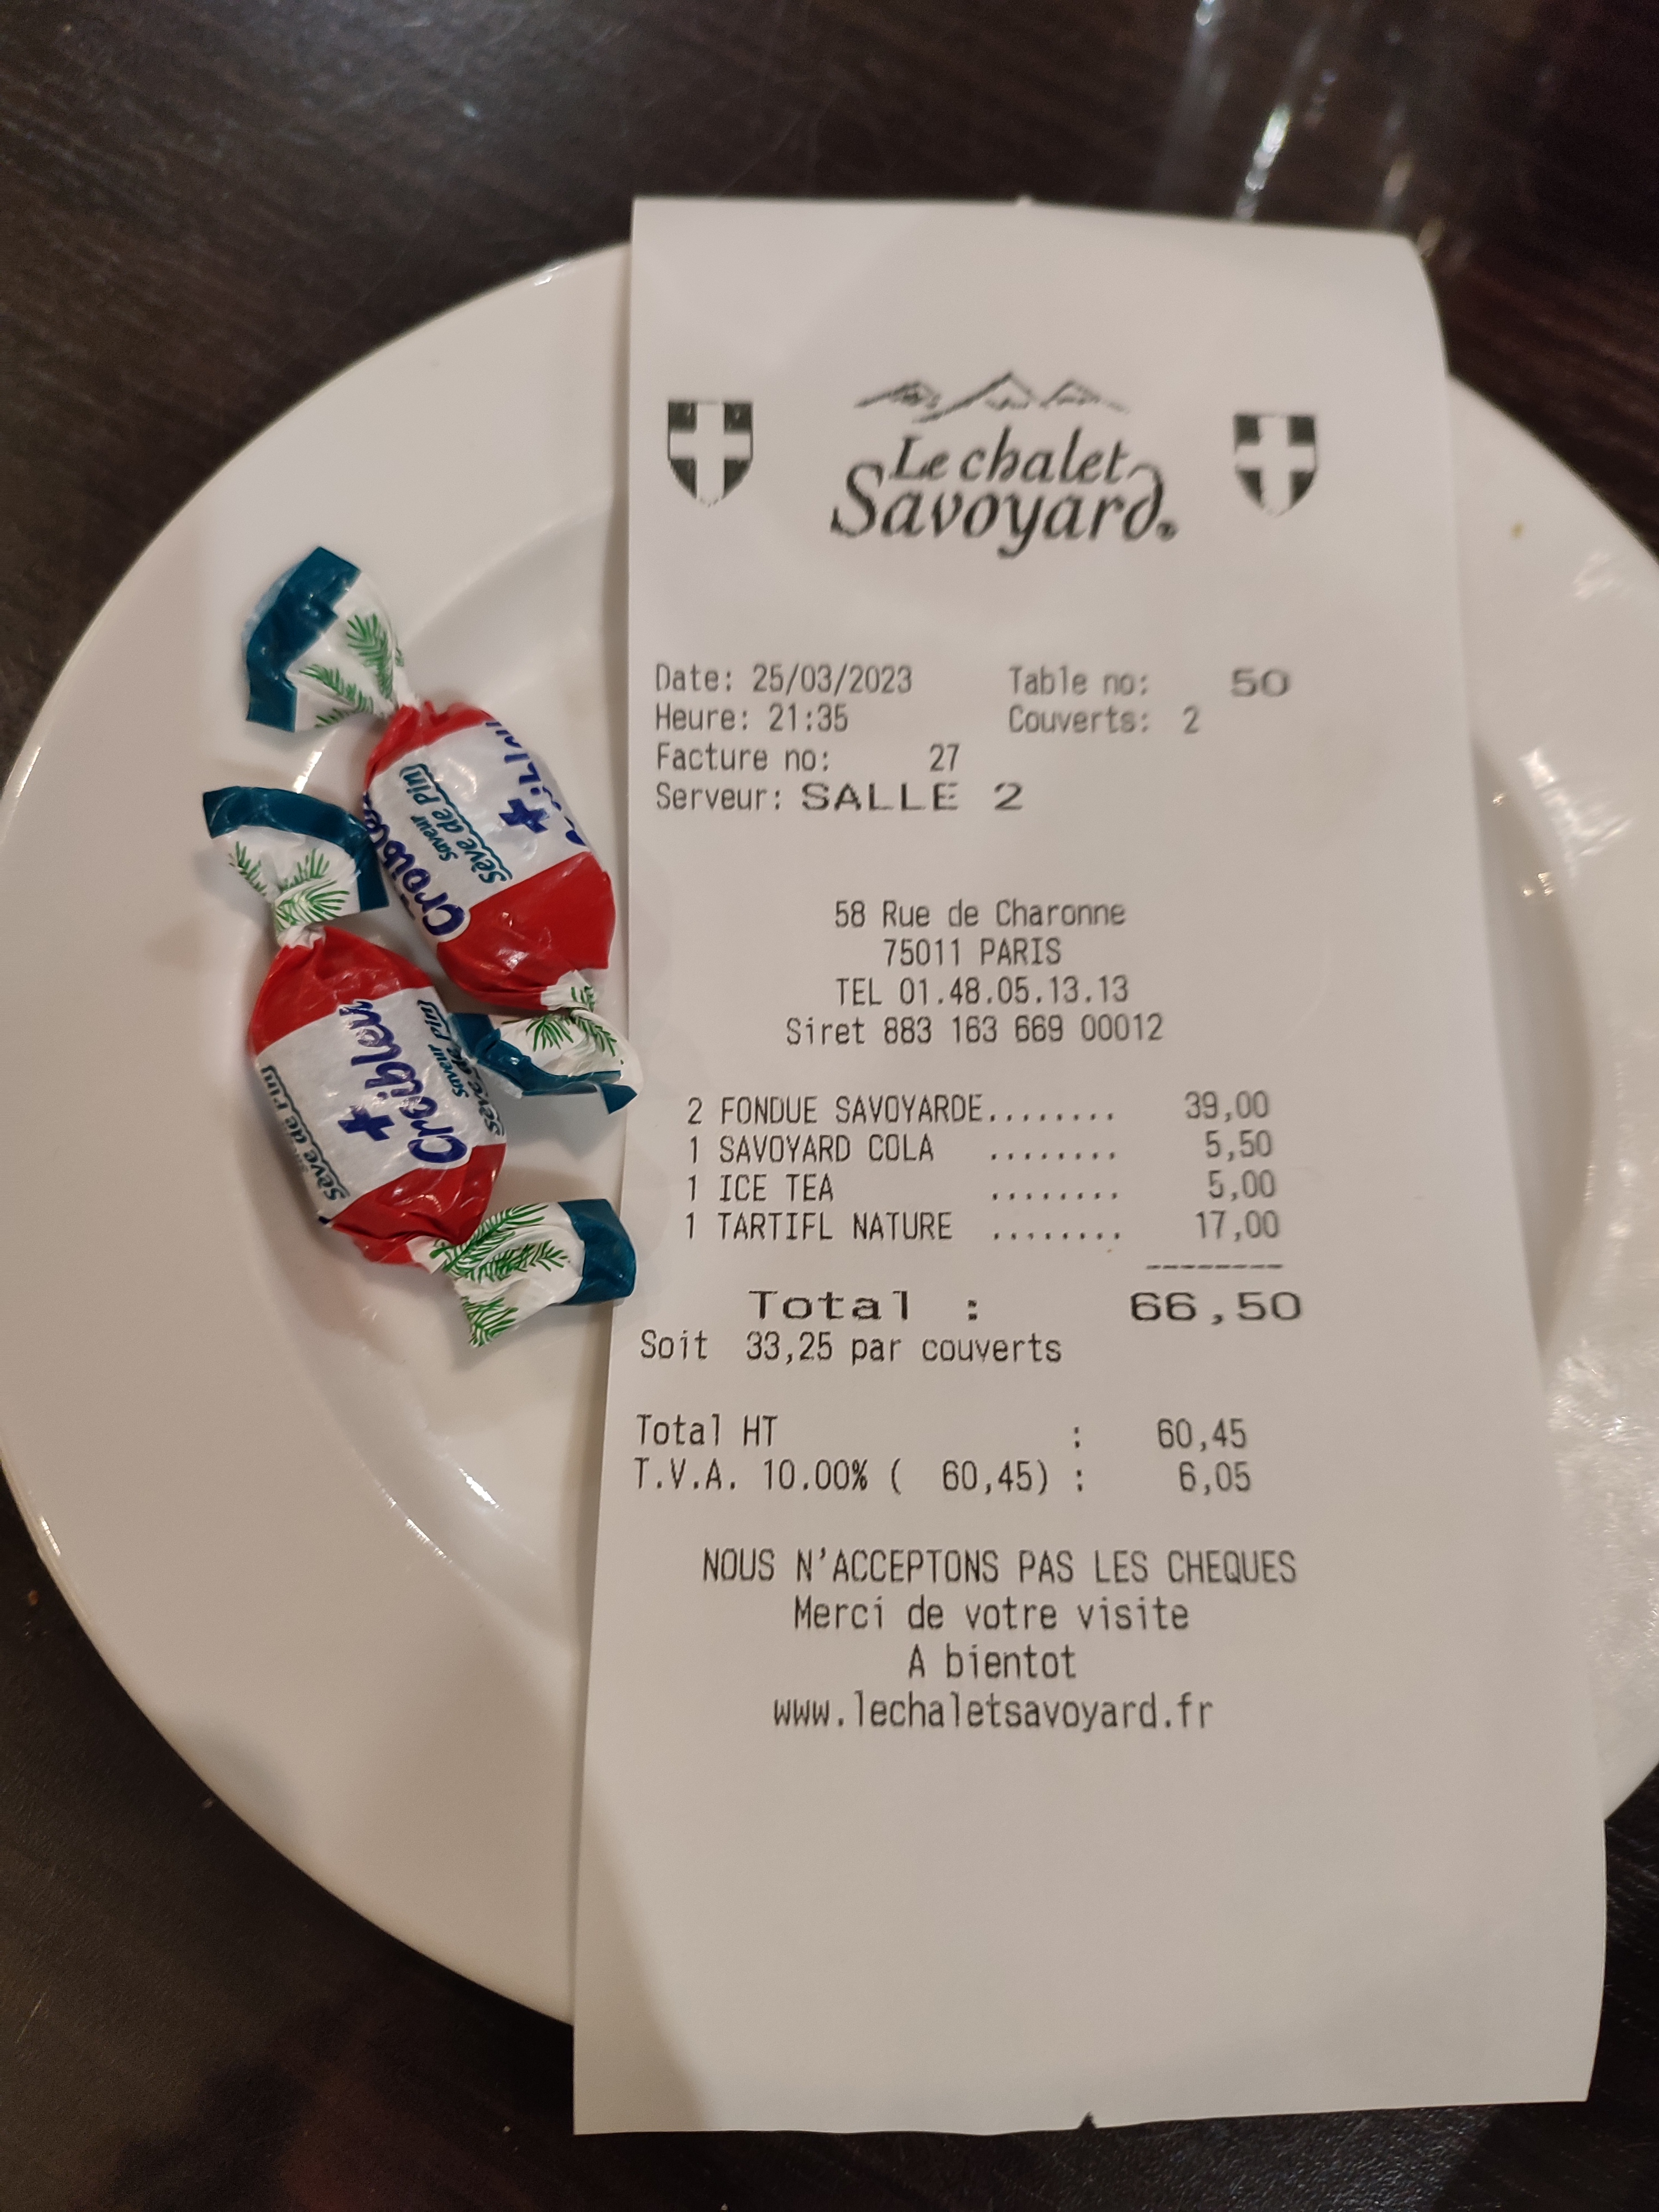 Le chalet
Savoyard
Date: 25/03/2023 Table no: 50
Heure: 21:35 Couverts: 2
Facture no: 27
Serveur: SALLE 2
58 Rue de Charonne
75011 PARIS
TEL 01.48.05.13.13
Siret 883 163 669 00012
2 FONDUE SAVOYARDE........ 39,00
1 SAVOYARD COLA ........ 5,50
1 ICE TEA ........ 5,00
1 TARTIFL NATURE ........ 17,00
--------
Total : 66,50
Soit 33,25 par couverts
Total HT : 60,45
T.V.A. 10.00% ( 60,45) : 6,05
NOUS N'ACCEPTONS PAS LES CHEQUES
Merci de votre visite
A bientot
www.lechaletsavoyard.fr
Saveur
Sève de Pin
Croibleu
Saveur
Sève de Pin
Sève de Pin